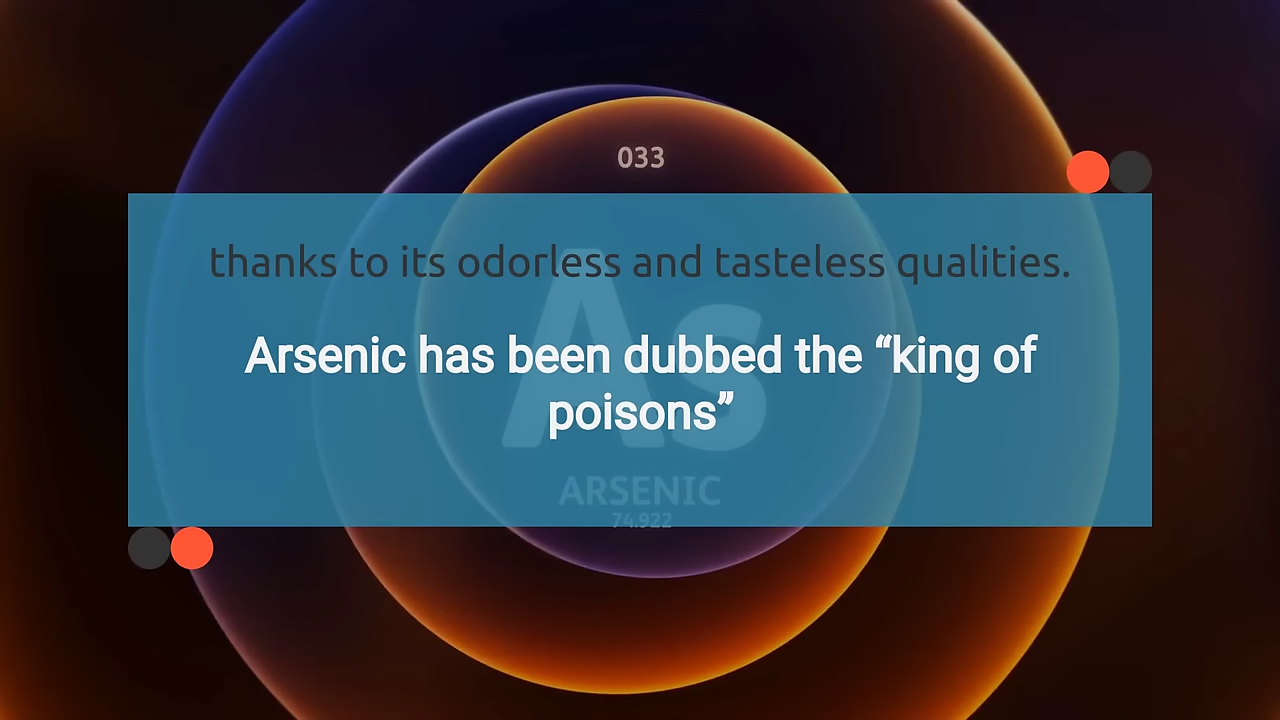 033
thanks to its odorless and tasteless qualities.
As
Arsenic has been dubbed the “king of
poisons”
ARSENIC
74.922